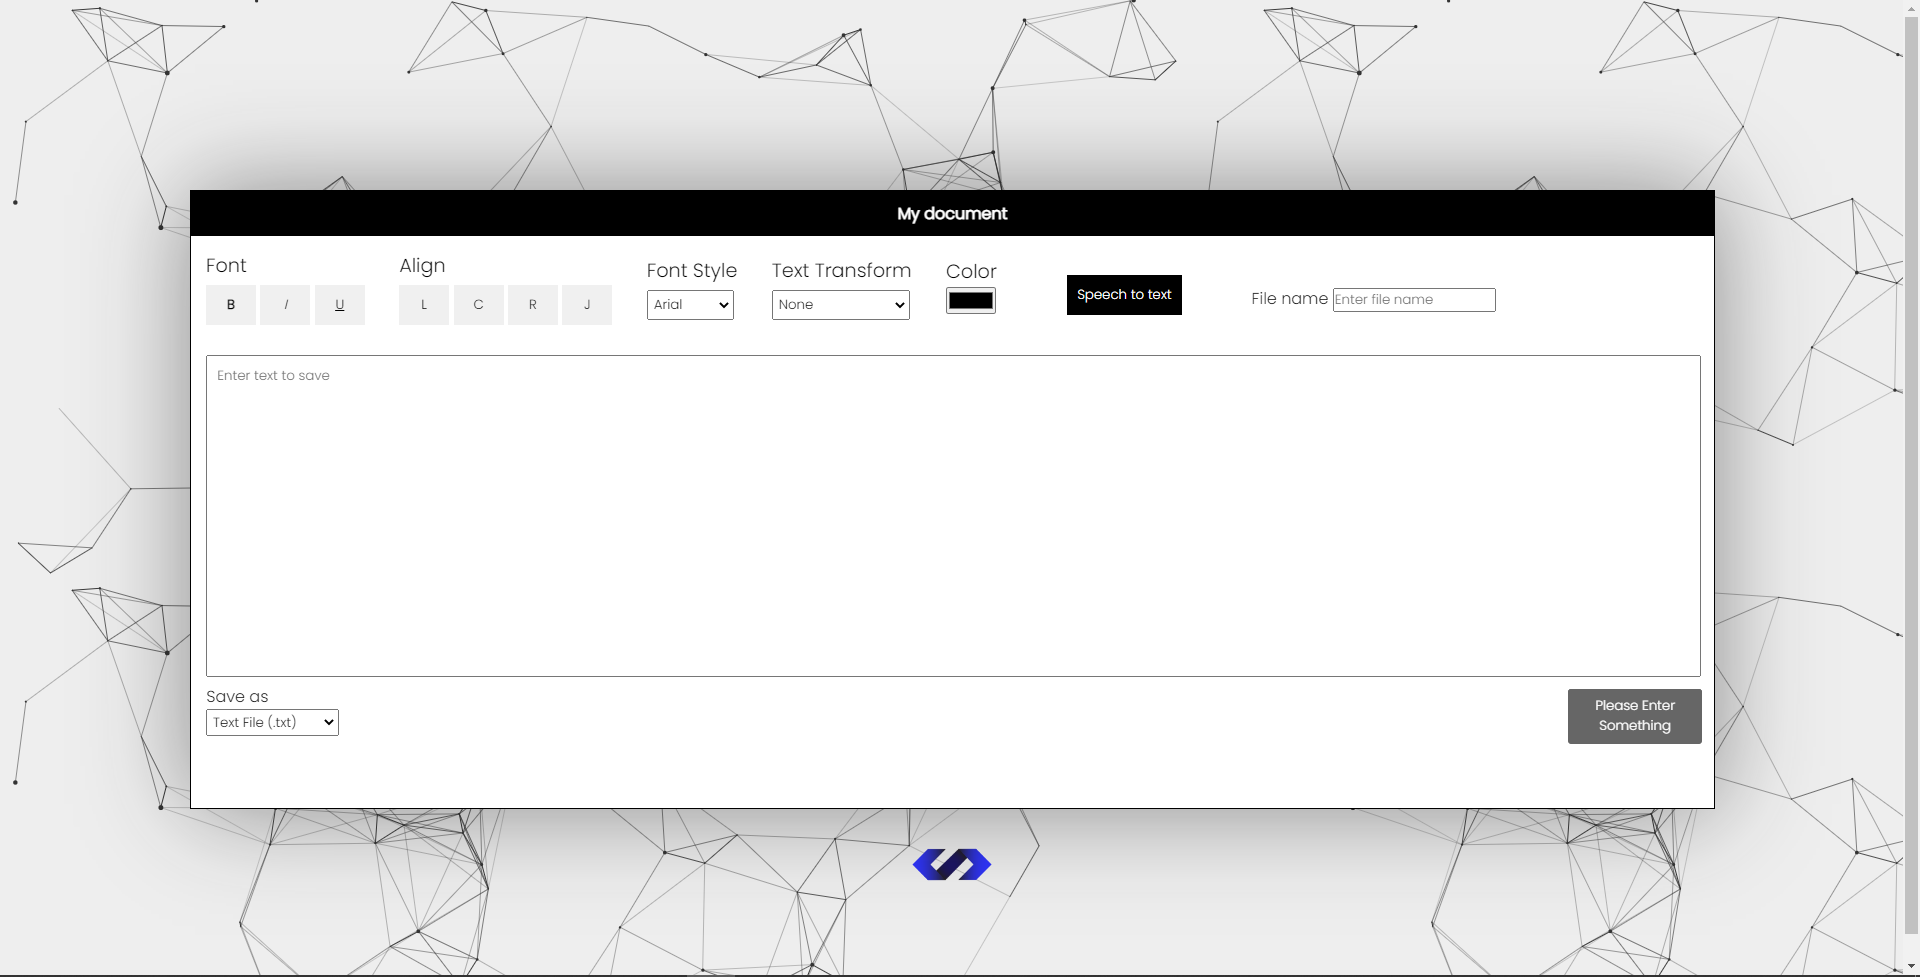 My document
Font
Align
Font Style
Text Transform
Color
B
I
U
L
C
R
J
Arial
None
Speech to text
File name
Enter file name
Enter text to save
Save as
Text File (.txt)
Please Enter
Something